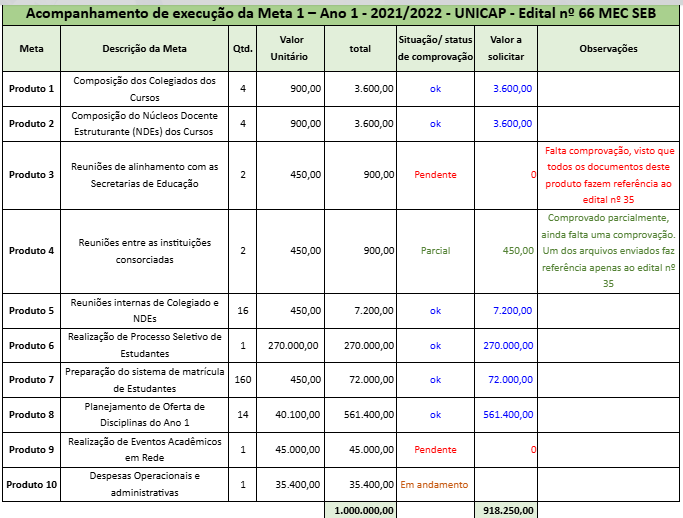 Acompanhamento de execução da Meta 1 – Ano 1 - 2021/2022 - UNICAP - Edital nº 66 MEC SEB
Meta Descrição da Meta Qtd. Valor Unitário total Situação/ status de comprovação Valor a solicitar Observações
Produto 1 Composição dos Colegiados dos Cursos 4 900,00 3.600,00 ok 3.600,00
Produto 2 Composição do Núcleos Docente Estruturante (NDEs) dos Cursos 4 900,00 3.600,00 ok 3.600,00
Produto 3 Reuniões de alinhamento com as Secretarias de Educação 2 450,00 900,00 Pendente 0 Falta comprovação, visto que todos os documentos deste produto fazem referência ao edital nº 35
Produto 4 Reuniões entre as instituições consorciadas 2 450,00 900,00 Parcial 450,00 Comprovado parcialmente, ainda falta uma comprovação. Um dos arquivos enviados faz referência apenas ao edital nº 35
Produto 5 Reuniões internas de Colegiado e NDEs 16 450,00 7.200,00 ok 7.200,00
Produto 6 Realização de Processo Seletivo de Estudantes 1 270.000,00 270.000,00 ok 270.000,00
Produto 7 Preparação do sistema de matrícula de Estudantes 160 450,00 72.000,00 ok 72.000,00
Produto 8 Planejamento de Oferta de Disciplinas do Ano 1 14 40.100,00 561.400,00 ok 561.400,00
Produto 9 Realização de Eventos Acadêmicos em Rede 1 45.000,00 45.000,00 Pendente 0
Produto 10 Despesas Operacionais e administrativas 1 35.400,00 35.400,00 Em andamento
1.000.000,00 918.250,00